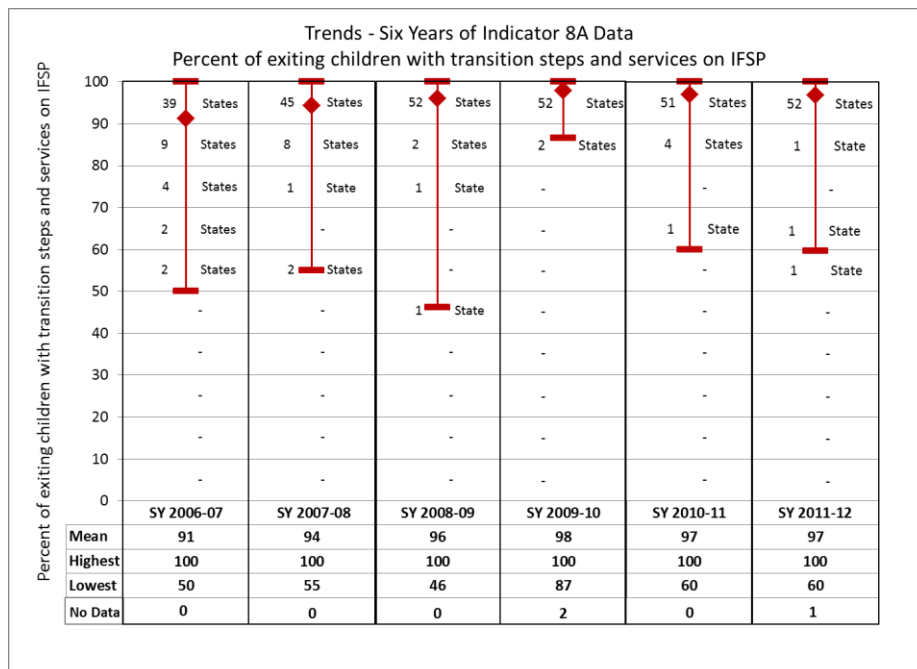 Trends - Six Years of Indicator 8A Data
Percent of exiting children with transition steps and services on IFSP
Percent of exiting children with transition steps and services on IFSP
100
39 States 45 States 52 States 52 States 51 States 52 States
90
9 States 8 States 2 States 2 States 4 States 1 States
80
4 States 1 State 1 State - - -
70
2 States - - - 1 State 1 State
60
2 States 2 States - - - 1 State
50
- - 1 State - - -
40
- - - - - -
30
- - - - - -
20
- - - - - -
10
- - - - - -
0
SY 2006-07 SY 2007-08 SY 2008-09 SY 2009-10 SY 2010-11 SY 2011-12
Mean 91 94 96 98 97 97
Highest 100 100 100 100 100 100
Lowest 50 55 46 87 60 60
No Data 0 0 0 2 0 1